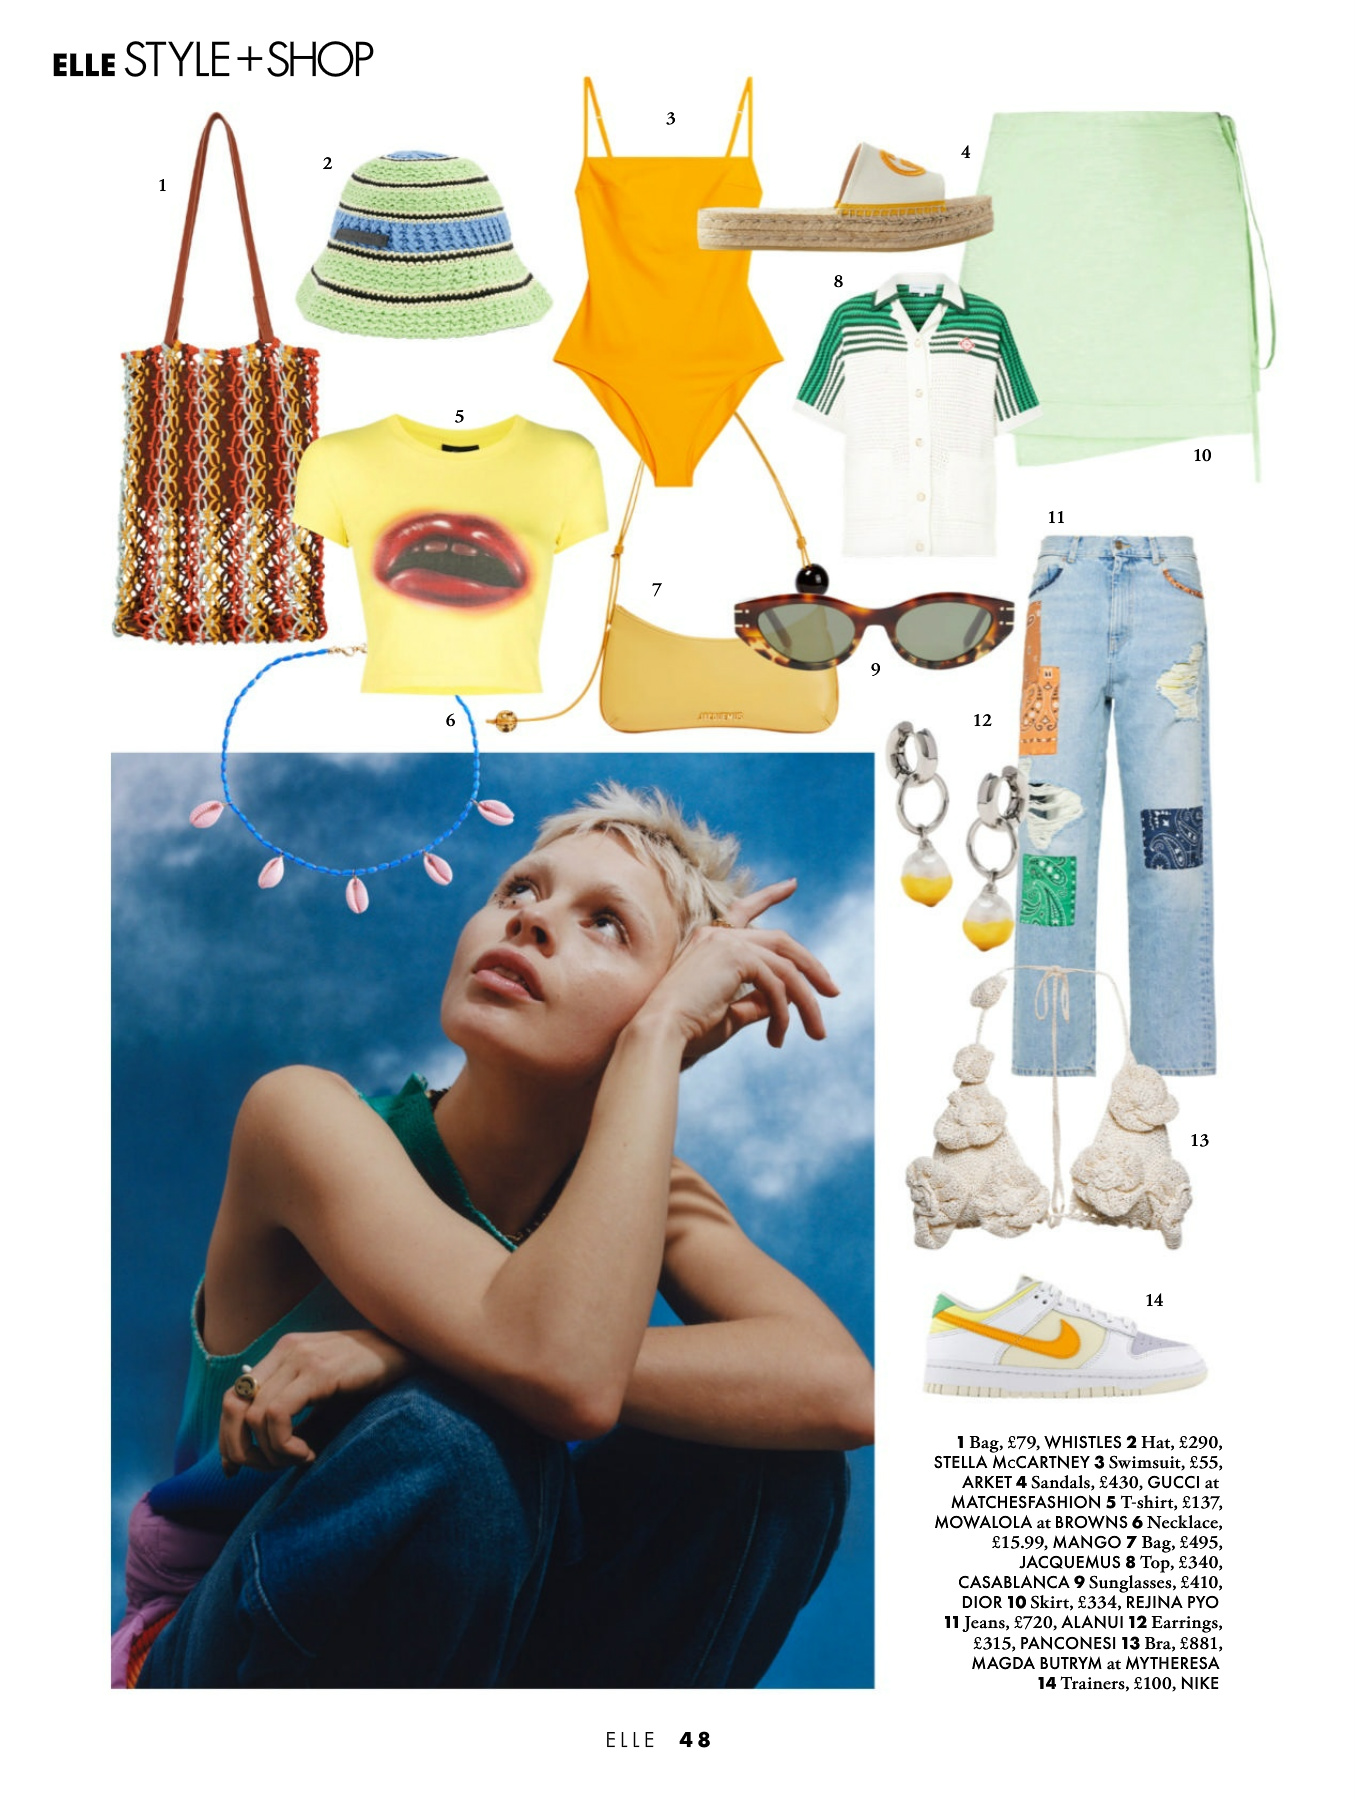 ELLE STYLE+SHOP
1
2
3
4
5
6
7
8
9
10
11
12
13
14
JACQUEMUS
1 Bag, £79, WHISTLES 2 Hat, £290,
STELLA McCARTNEY 3 Swimsuit, £55,
ARKET 4 Sandals, £430, GUCCI at
MATCHESFASHION 5 T-shirt, £137,
MOWALOLA at BROWNS 6 Necklace,
£15.99, MANGO 7 Bag, £495,
JACQUEMUS 8 Top, £340,
CASABLANCA 9 Sunglasses, £410,
DIOR 10 Skirt, £334, REJINA PYO
11 Jeans, £720, ALANUI 12 Earrings,
£315, PANCONESI 13 Bra, £881,
MAGDA BUTRYM at MYTHERESA
14 Trainers, £100, NIKE
ELLE 48